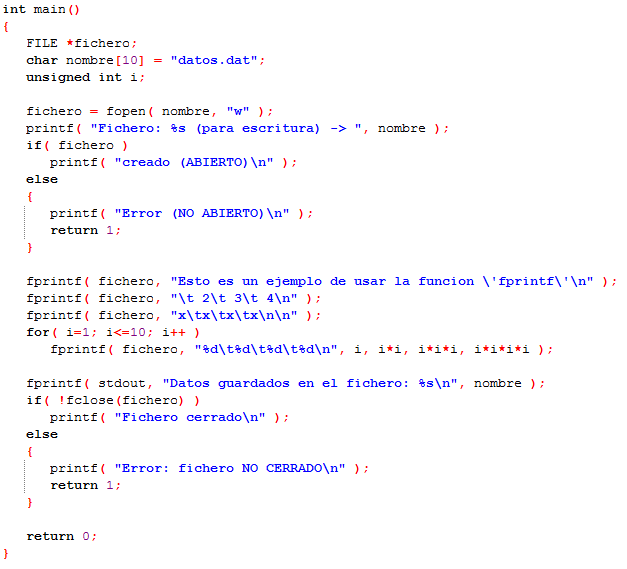 int main()
{
   FILE *fichero;
   char nombre[10] = "datos.dat";
   unsigned int i;

   fichero = fopen( nombre, "w" );
   printf( "Fichero: %s (para escritura) -> ", nombre );
   if( fichero )
      printf( "creado (ABIERTO)\n" );
   else
   {
      printf( "Error (NO ABIERTO)\n" );
      return 1;
   }

   fprintf( fichero, "Esto es un ejemplo de usar la funcion \'fprintf\'\n" );
   fprintf( fichero, "\t 2\t 3\t 4\n" );
   fprintf( fichero, "x\tx\tx\tx\n\n" );
   for( i=1; i<=10; i++ )
      fprintf( fichero, "%d\t%d\t%d\t%d\n", i, i*i, i*i*i, i*i*i*i );

   fprintf( stdout, "Datos guardados en el fichero: %s\n", nombre );
   if( !fclose(fichero) )
      printf( "Fichero cerrado\n" );
   else
   {
      printf( "Error: fichero NO CERRADO\n" );
      return 1;
   }

   return 0;
}